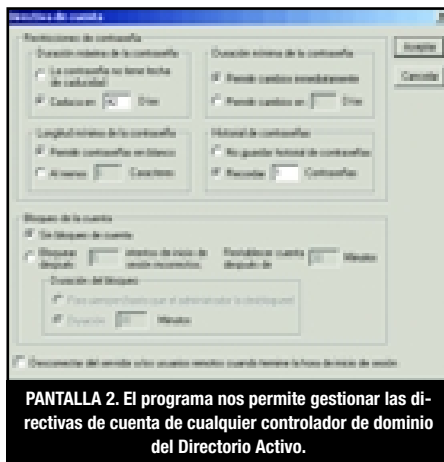 Directiva de cuenta
Restricciones de contraseña
Aceptar
Cancelar
Duración máxima de la contraseña
La contraseña no tiene fecha
de caducidad
Caduca en 42 Días
Duración mínima de la contraseña
Permitir cambios inmediatamente
Permitir cambios en Días
Longitud mínima de la contraseña
Permitir contraseñas en blanco
Al menos Caracteres
Historial de contraseñas
No guardar historial de contraseñas
Recordar 1 Contraseñas
Bloqueo de la cuenta
Sin bloqueo de cuenta
Bloquear
después
intentos de inicio de
sesión incorrectos.
Restablecer cuenta
después de
Minutos
Duración del bloqueo
Para siempre (hasta que el administrador la desbloquee)
Duración Minutos
Desconectar del servidor a los usuarios remotos cuando termine la hora de inicio de sesión
PANTALLA 2. El programa nos permite gestionar las di-
rectivas de cuenta de cualquier controlador de dominio
del Directorio Activo.